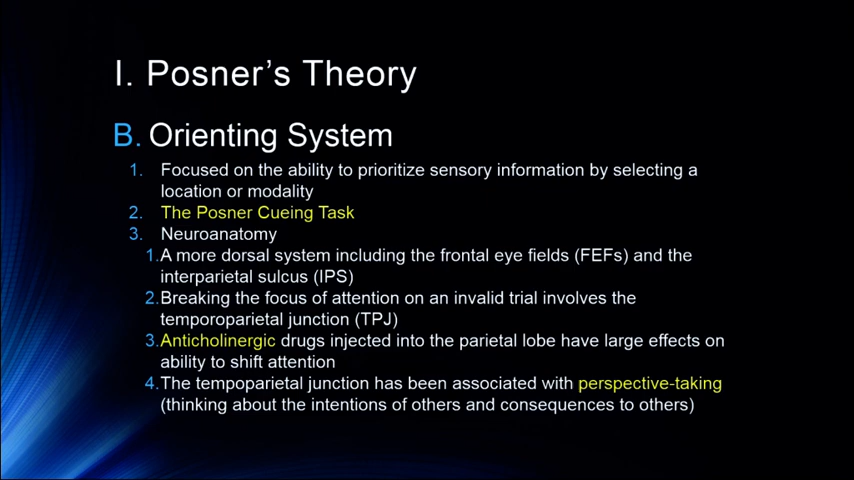 I. Posner's Theory
B. Orienting System
1. Focused on the ability to prioritize sensory information by selecting a
location or modality
2. The Posner Cueing Task
3. Neuroanatomy
1.A more dorsal system including the frontal eye fields (FEFs) and the
interparietal sulcus (IPS)
2.Breaking the focus of attention on an invalid trial involves the
temporoparietal junction (TPJ)
3.Anticholinergic drugs injected into the parietal lobe have large effects on
ability to shift attention
4.The tempoparietal junction has been associated with perspective-taking
(thinking about the intentions of others and consequences to others)